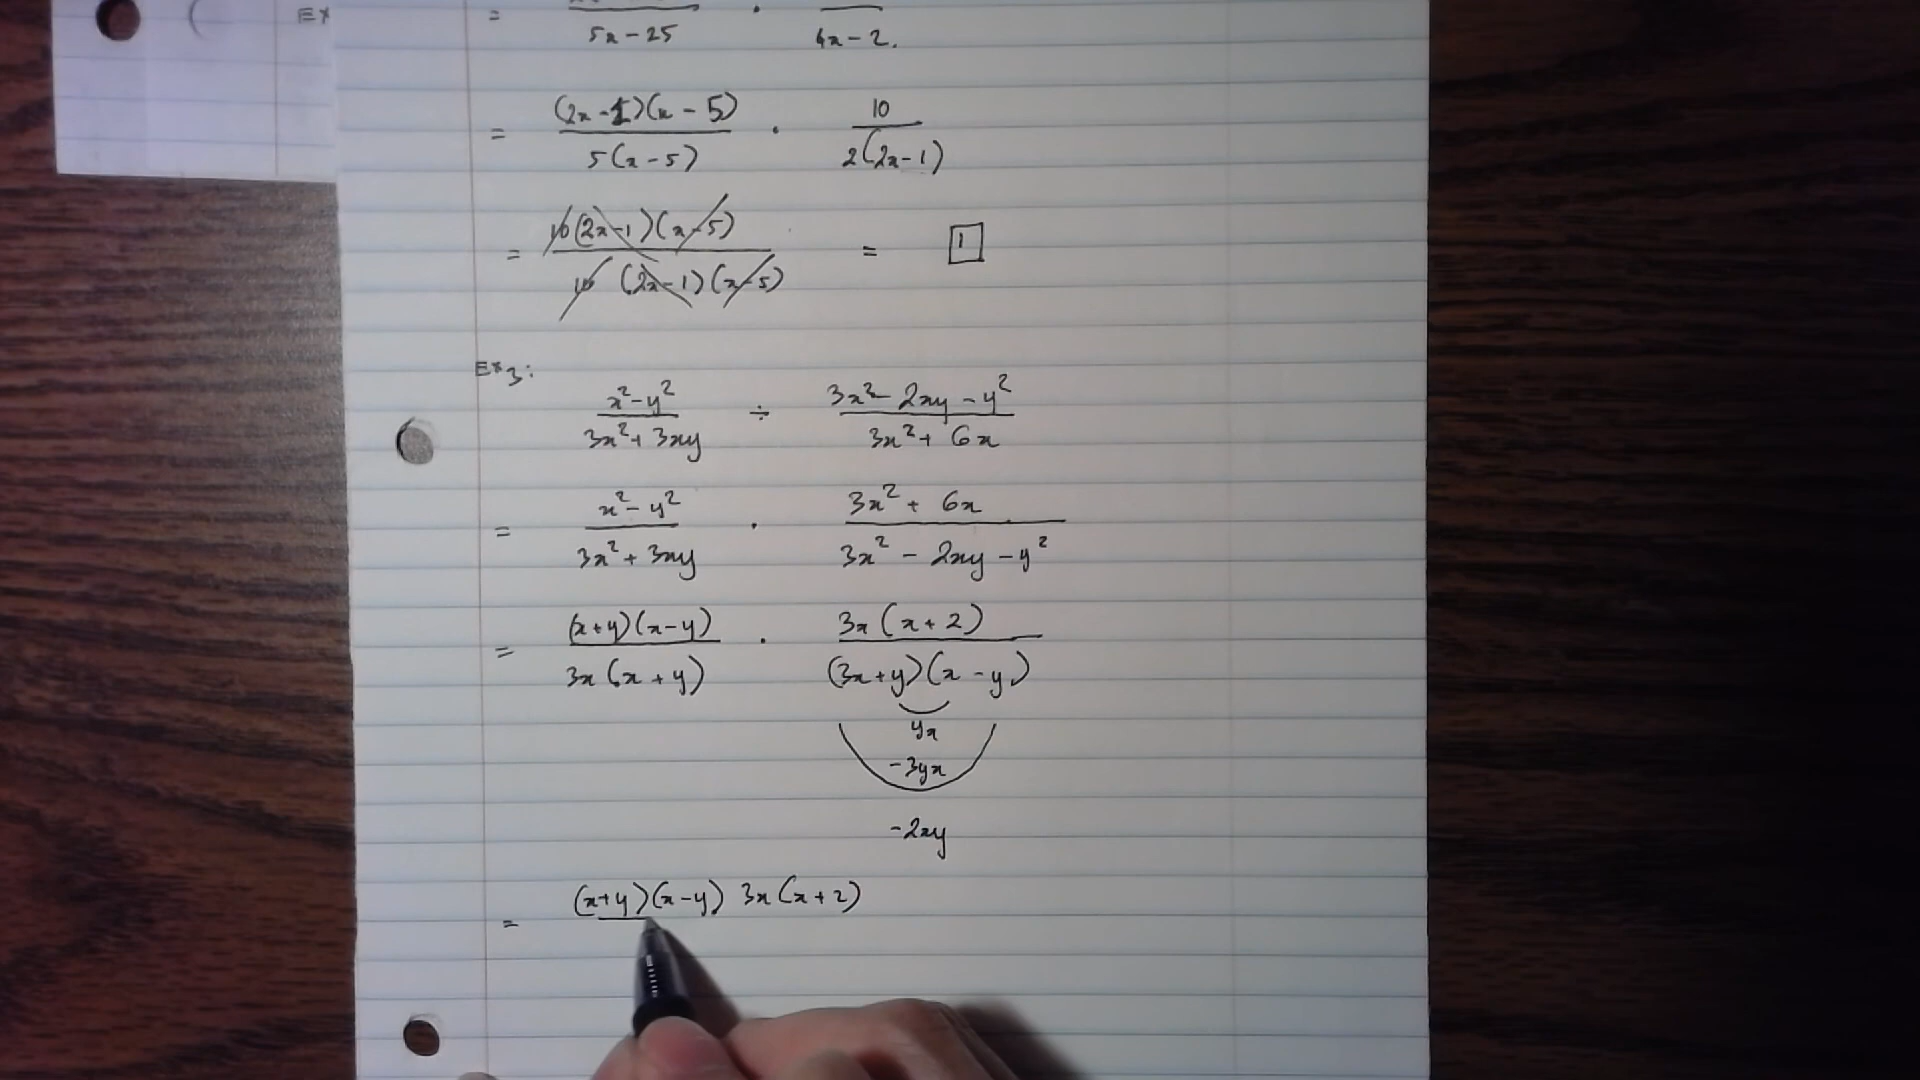 EX
= 5x - 25 · 4x - 2.
= (2x - 1)(x - 5) / 5(x - 5) · 10 / 2(2x - 1)
= 10(2x - 1)(x - 5) / 10 (2x - 1)(x - 5) = 1
EX 3:
x² - y² / 3x² + 3xy ÷ 3x² - 2xy - y² / 3x² + 6x
= x² - y² / 3x² + 3xy · 3x² + 6x / 3x² - 2xy - y²
= (x + y)(x - y) / 3x (x + y) · 3x (x + 2) / (3x + y)(x - y)
yx
-3yx
-2xy
= (x + y)(x - y) 3x (x + 2)